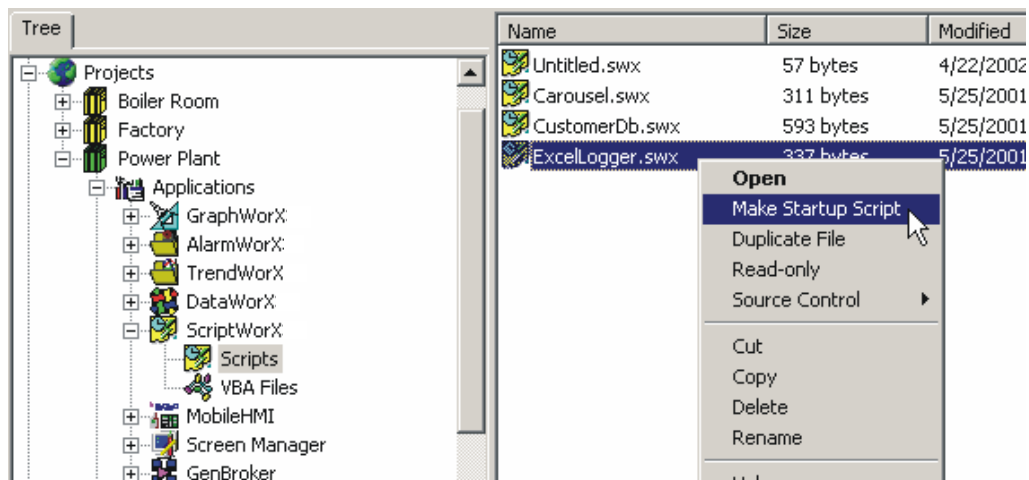 Tree
Projects
Boiler Room
Factory
Power Plant
Applications
GraphWorX
AlarmWorX
TrendWorX
DataWorX
ScriptWorX
Scripts
VBA Files
MobileHMI
Screen Manager
GenBroker
Name Size Modified
Untitled.swx 57 bytes 4/22/2002
Carousel.swx 311 bytes 5/25/2001
CustomerDb.swx 593 bytes 5/25/2001
ExcelLogger.swx 337 bytes 5/25/2001
Open
Make Startup Script
Duplicate File
Read-only
Source Control
Cut
Copy
Delete
Rename